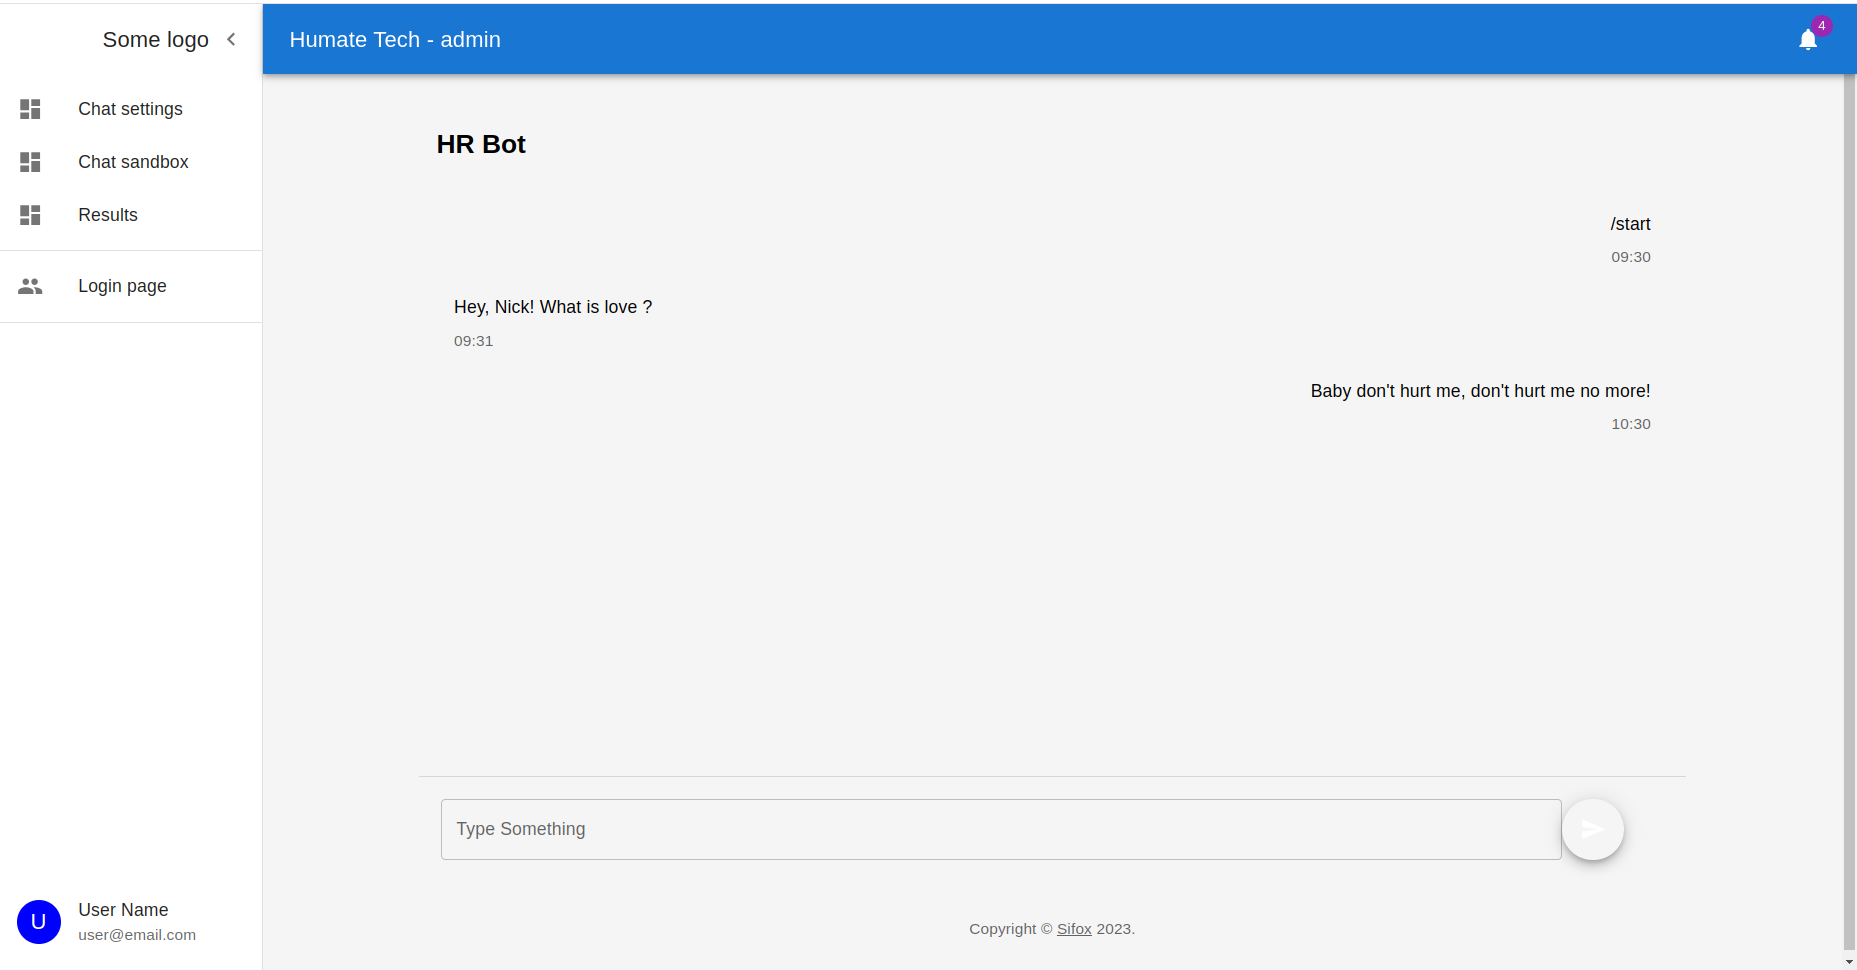 Some logo
Humate Tech - admin
4
Chat settings
Chat sandbox
Results
Login page
HR Bot
/start
09:30
Hey, Nick! What is love ?
09:31
Baby don't hurt me, don't hurt me no more!
10:30
Type Something
U
User Name
user@email.com
Copyright © Sifox 2023.